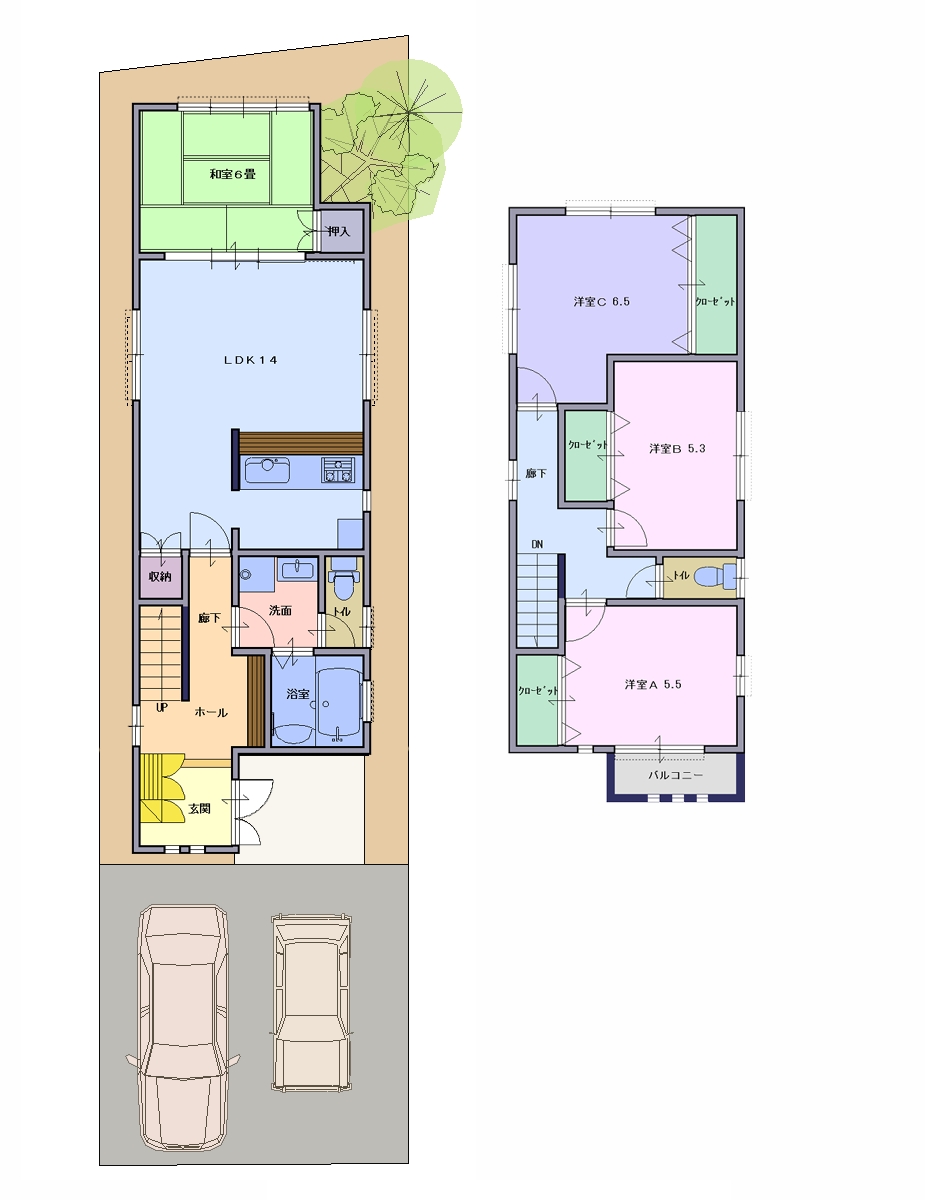 和室6畳
押入
LDK14
収納
廊下
洗面
ﾄｲﾚ
浴室
UP
ホール
玄関
洋室C 6.5
ｸﾛｰｾﾞｯﾄ
ｸﾛｰｾﾞｯﾄ
洋室B 5.3
廊下
DN
ﾄｲﾚ
ｸﾛｰｾﾞｯﾄ
洋室A 5.5
バルコニー